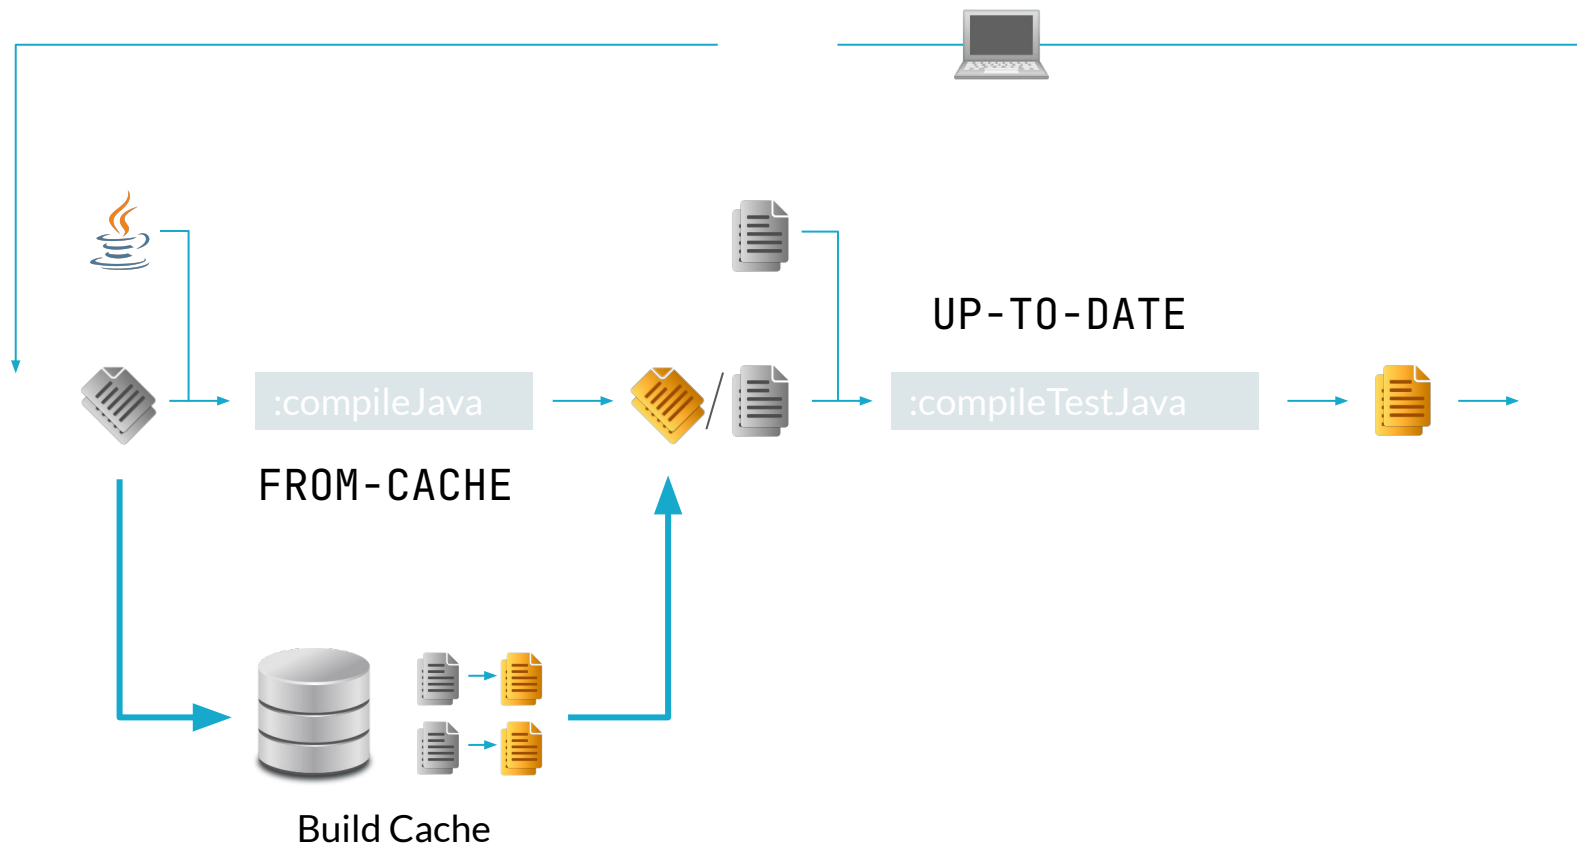 UP-TO-DATE
:compileJava
:compileTestJava
FROM-CACHE
Build Cache